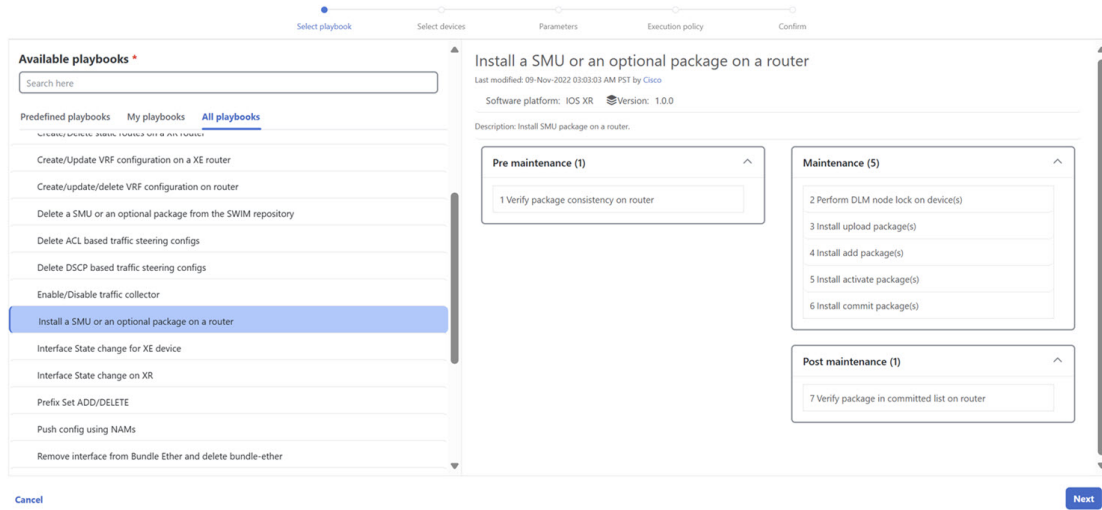 Select playbook
Select devices
Parameters
Execution policy
Confirm
Available playbooks *
Search here
Predefined playbooks
My playbooks
All playbooks
Create/Delete static routes on a XR router
Create/Update VRF configuration on a XE router
Create/update/delete VRF configuration on router
Delete a SMU or an optional package from the SWIM repository
Delete ACL based traffic steering configs
Delete DSCP based traffic steering configs
Enable/Disable traffic collector
Install a SMU or an optional package on a router
Interface State change for XE device
Interface State change on XR
Prefix Set ADD/DELETE
Push config using NAMs
Remove interface from Bundle Ether and delete bundle-ether
Install a SMU or an optional package on a router
Last modified: 09-Nov-2022 03:03:03 AM PST by Cisco
Software platform: IOS XR Version: 1.0.0
Description: Install SMU package on a router.
Pre maintenance (1)
1 Verify package consistency on router
Maintenance (5)
2 Perform DLM node lock on device(s)
3 Install upload package(s)
4 Install add package(s)
5 Install activate package(s)
6 Install commit package(s)
Post maintenance (1)
7 Verify package in committed list on router
Cancel
Next